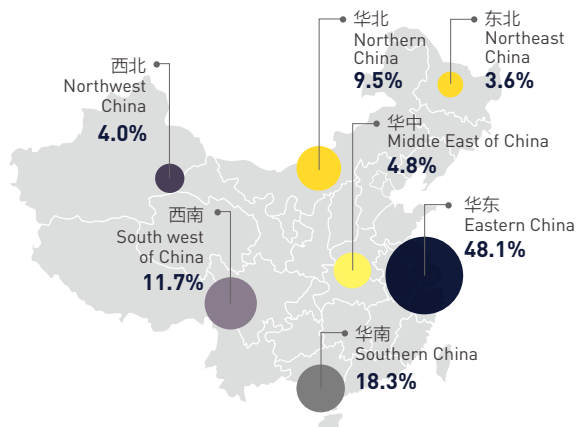 华北
Northern
China
9.5%
东北
Northeast
China
3.6%
西北
Northwest
China
4.0%
华中
Middle East of China
4.8%
西南
South west
of China
11.7%
华东
Eastern China
48.1%
华南
Southern China
18.3%